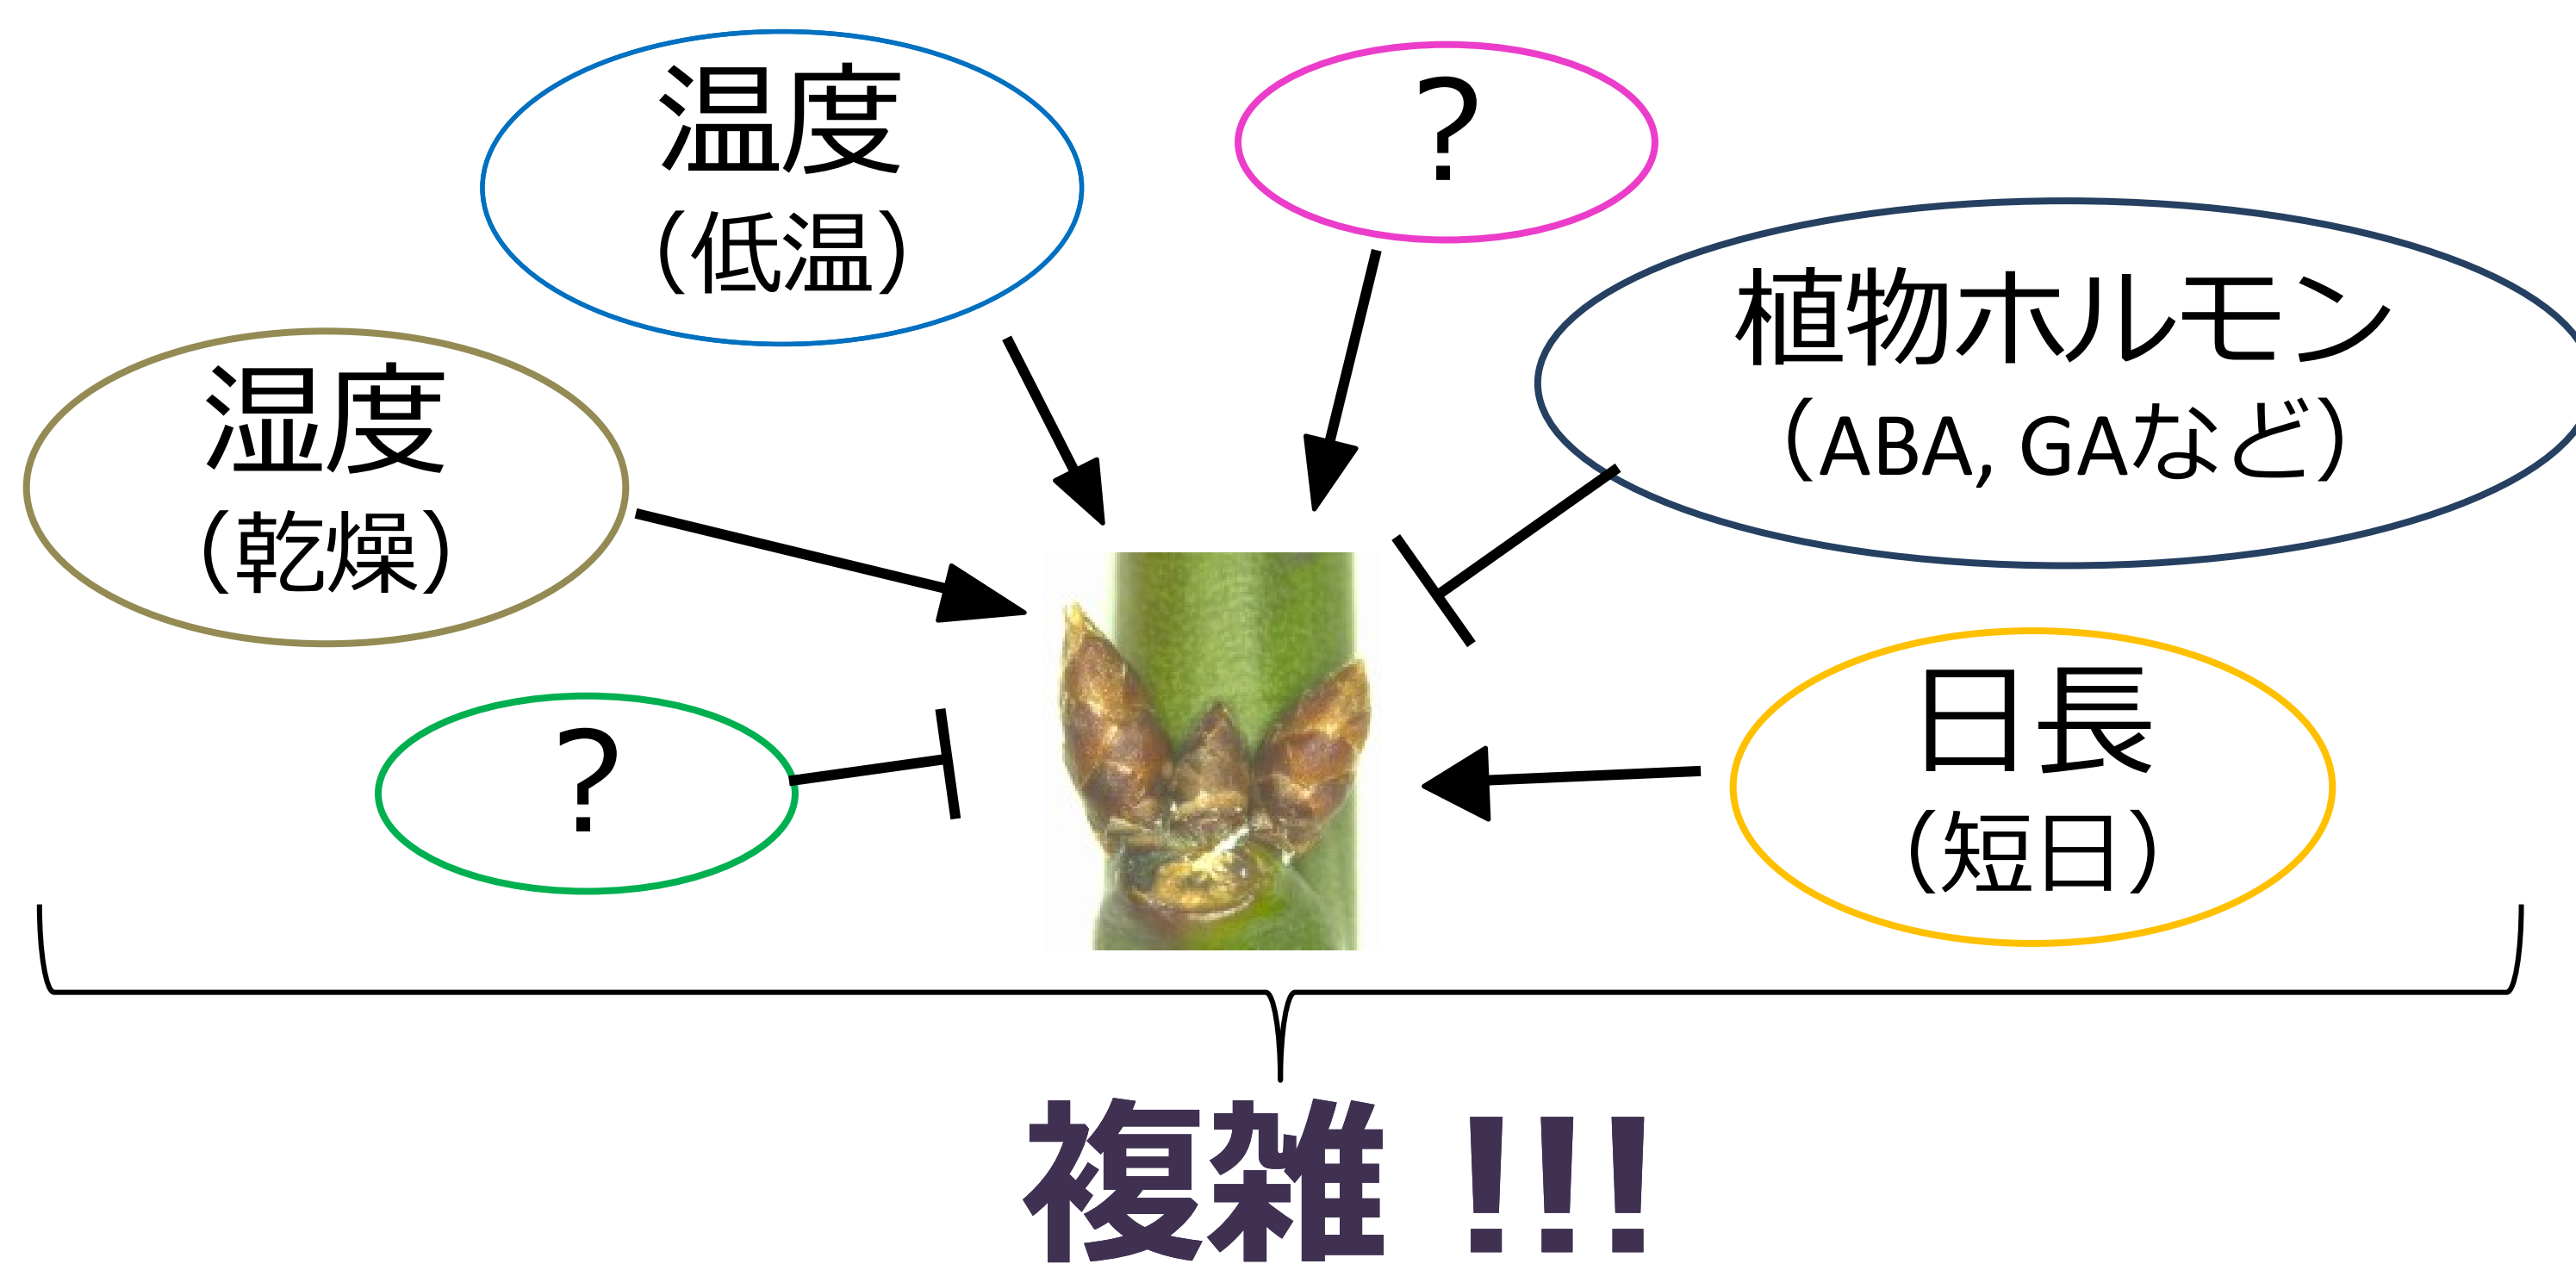 温度
（低温）
?
植物ホルモン
（ABA, GAなど）
湿度
（乾燥）
?
日長
（短日）
複雑 !!!